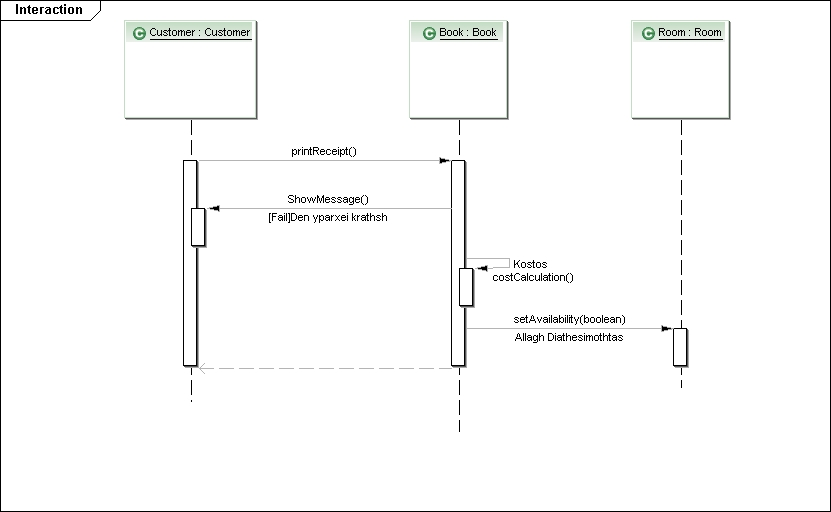 Interaction
Customer : Customer
Book : Book
Room : Room
printReceipt()
ShowMessage()
[Fail]Den yparxei krathsh
Kostos
costCalculation()
setAvailability(boolean)
Allagh Diathesimothtas